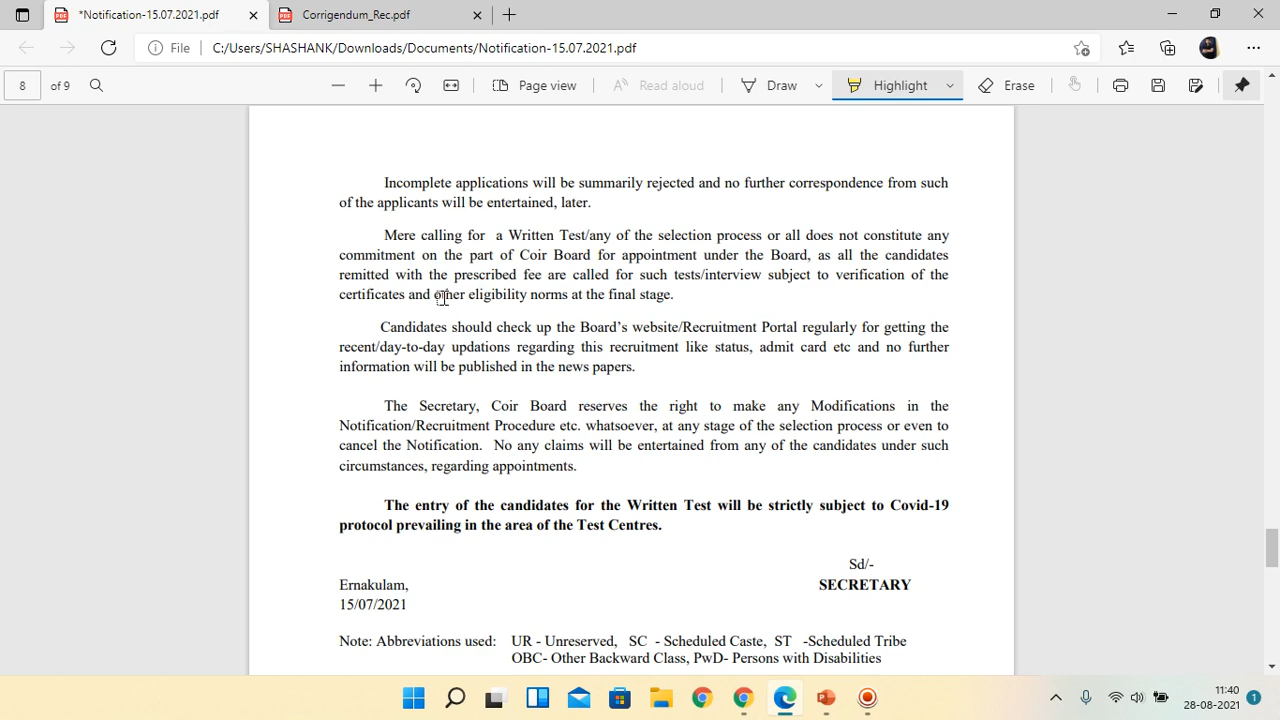 *Notification-15.07.2021.pdf
Corrigendum_Rec.pdf
File
C:/Users/SHASHANK/Downloads/Documents/Notification-15.07.2021.pdf
8 of 9
Page view
Read aloud
Draw
Highlight
Erase
Incomplete applications will be summarily rejected and no further correspondence from such
of the applicants will be entertained, later.
Mere calling for a Written Test/any of the selection process or all does not constitute any
commitment on the part of Coir Board for appointment under the Board, as all the candidates
remitted with the prescribed fee are called for such tests/interview subject to verification of the
certificates and other eligibility norms at the final stage.
Candidates should check up the Board's website/Recruitment Portal regularly for getting the
recent/day-to-day updations regarding this recruitment like status, admit card etc and no further
information will be published in the news papers.
The Secretary, Coir Board reserves the right to make any Modifications in the
Notification/Recruitment Procedure etc. whatsoever, at any stage of the selection process or even to
cancel the Notification. No any claims will be entertained from any of the candidates under such
circumstances, regarding appointments.
The entry of the candidates for the Written Test will be strictly subject to Covid-19
protocol prevailing in the area of the Test Centres.
Sd/-
Ernakulam,
SECRETARY
15/07/2021
Note: Abbreviations used: UR - Unreserved, SC - Scheduled Caste, ST -Scheduled Tribe
OBC- Other Backward Class, PwD- Persons with Disabilities
11:40
28-08-2021
1